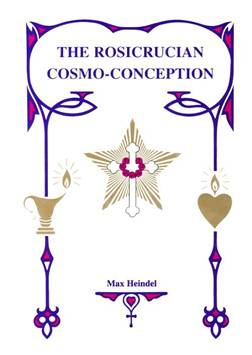 THE ROSICRUCIAN
COSMO-CONCEPTION
Max Heindel